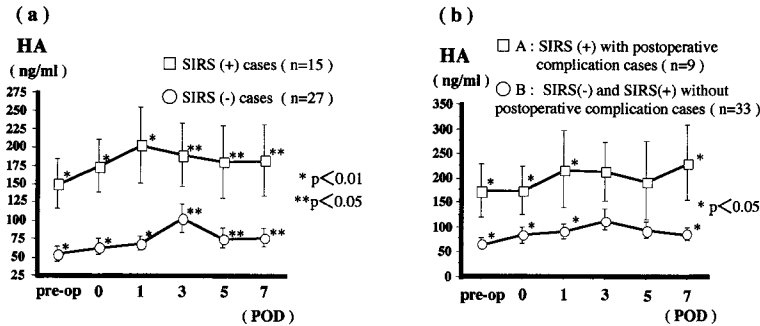 ( a )
HA
( ng/ml )
SIRS (+) cases ( n=15 )
SIRS (-) cases ( n=27 )
250
225
200
175
150
125
100
75
50
25
* * * ** ** **
* * * ** ** **
* p<0.01
**p<0.05
pre-op 0 1 3 5 7
( POD )
( b )
HA
( ng/ml )
A : SIRS (+) with postoperative
complication cases ( n=9 )
B : SIRS(-) and SIRS(+) without
postoperative complication cases ( n=33 )
350
300
250
200
150
100
50
0
* * * *
* * * *
* p<0.05
pre-op 0 1 3 5 7
( POD )